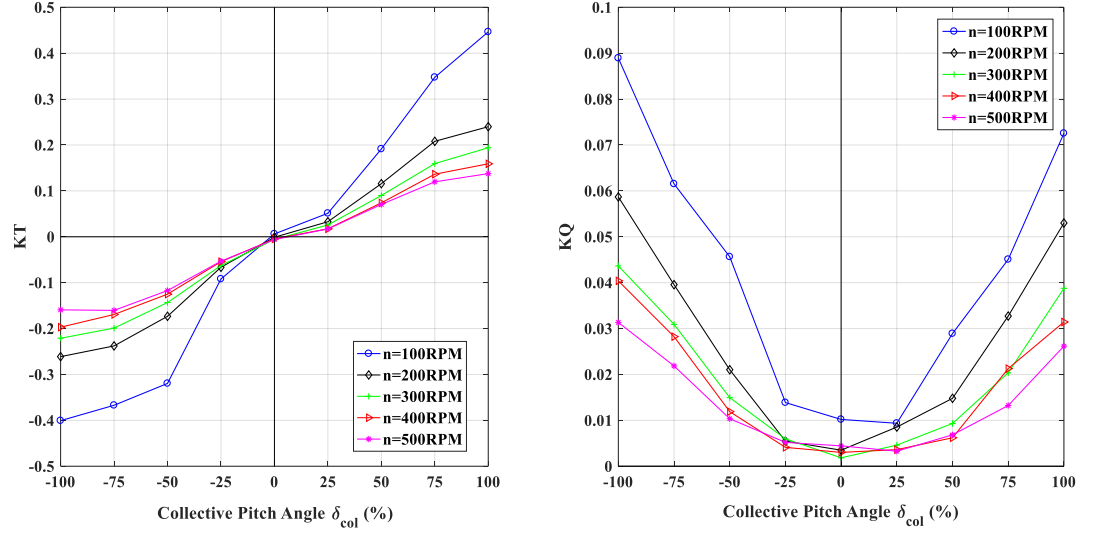 0.5
0.4
0.3
0.2
0.1
0
-0.1
-0.2
-0.3
-0.4
-0.5
KT
-100 -75 -50 -25 0 25 50 75 100
Collective Pitch Angle δcol (%)
n=100RPM
n=200RPM
n=300RPM
n=400RPM
n=500RPM
0.1
0.09
0.08
0.07
0.06
0.05
0.04
0.03
0.02
0.01
0
KQ
-100 -75 -50 -25 0 25 50 75 100
Collective Pitch Angle δcol (%)
n=100RPM
n=200RPM
n=300RPM
n=400RPM
n=500RPM